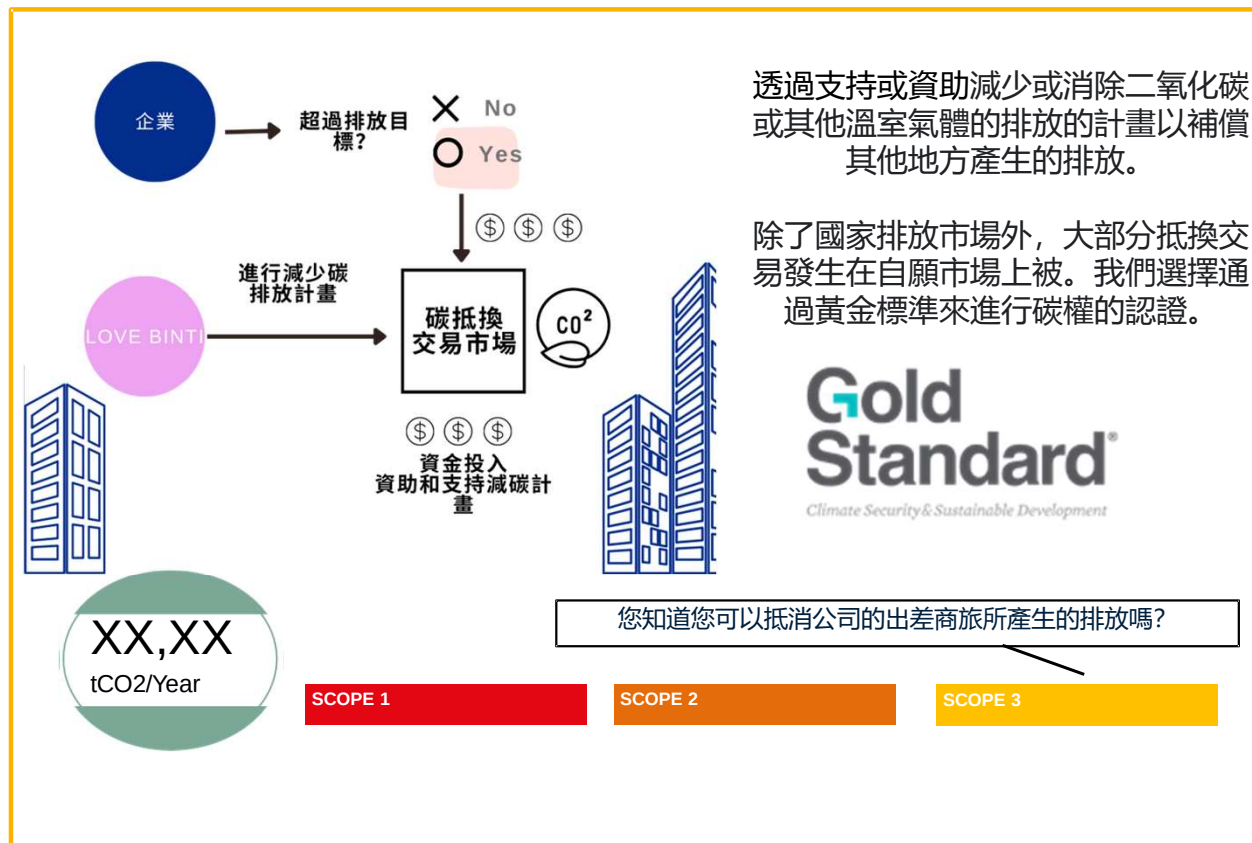 企業
超過排放目
標?
No
Yes
進行減少碳
排放計畫
LOVE BINTI
碳抵換
交易市場
CO²
資金投入
資助和支持減碳計
畫
透過支持或資助減少或消除二氧化碳
或其他溫室氣體的排放的計畫以補償
其他地方產生的排放。
除了國家排放市場外，大部分抵換交
易發生在自願市場上被。我們選擇通
過黃金標準來進行碳權的認證。
Gold
Standard®
Climate Security & Sustainable Development
您知道您可以抵消公司的出差商旅所產生的排放嗎?
XX,XX
tCO2/Year
SCOPE 1
SCOPE 2
SCOPE 3